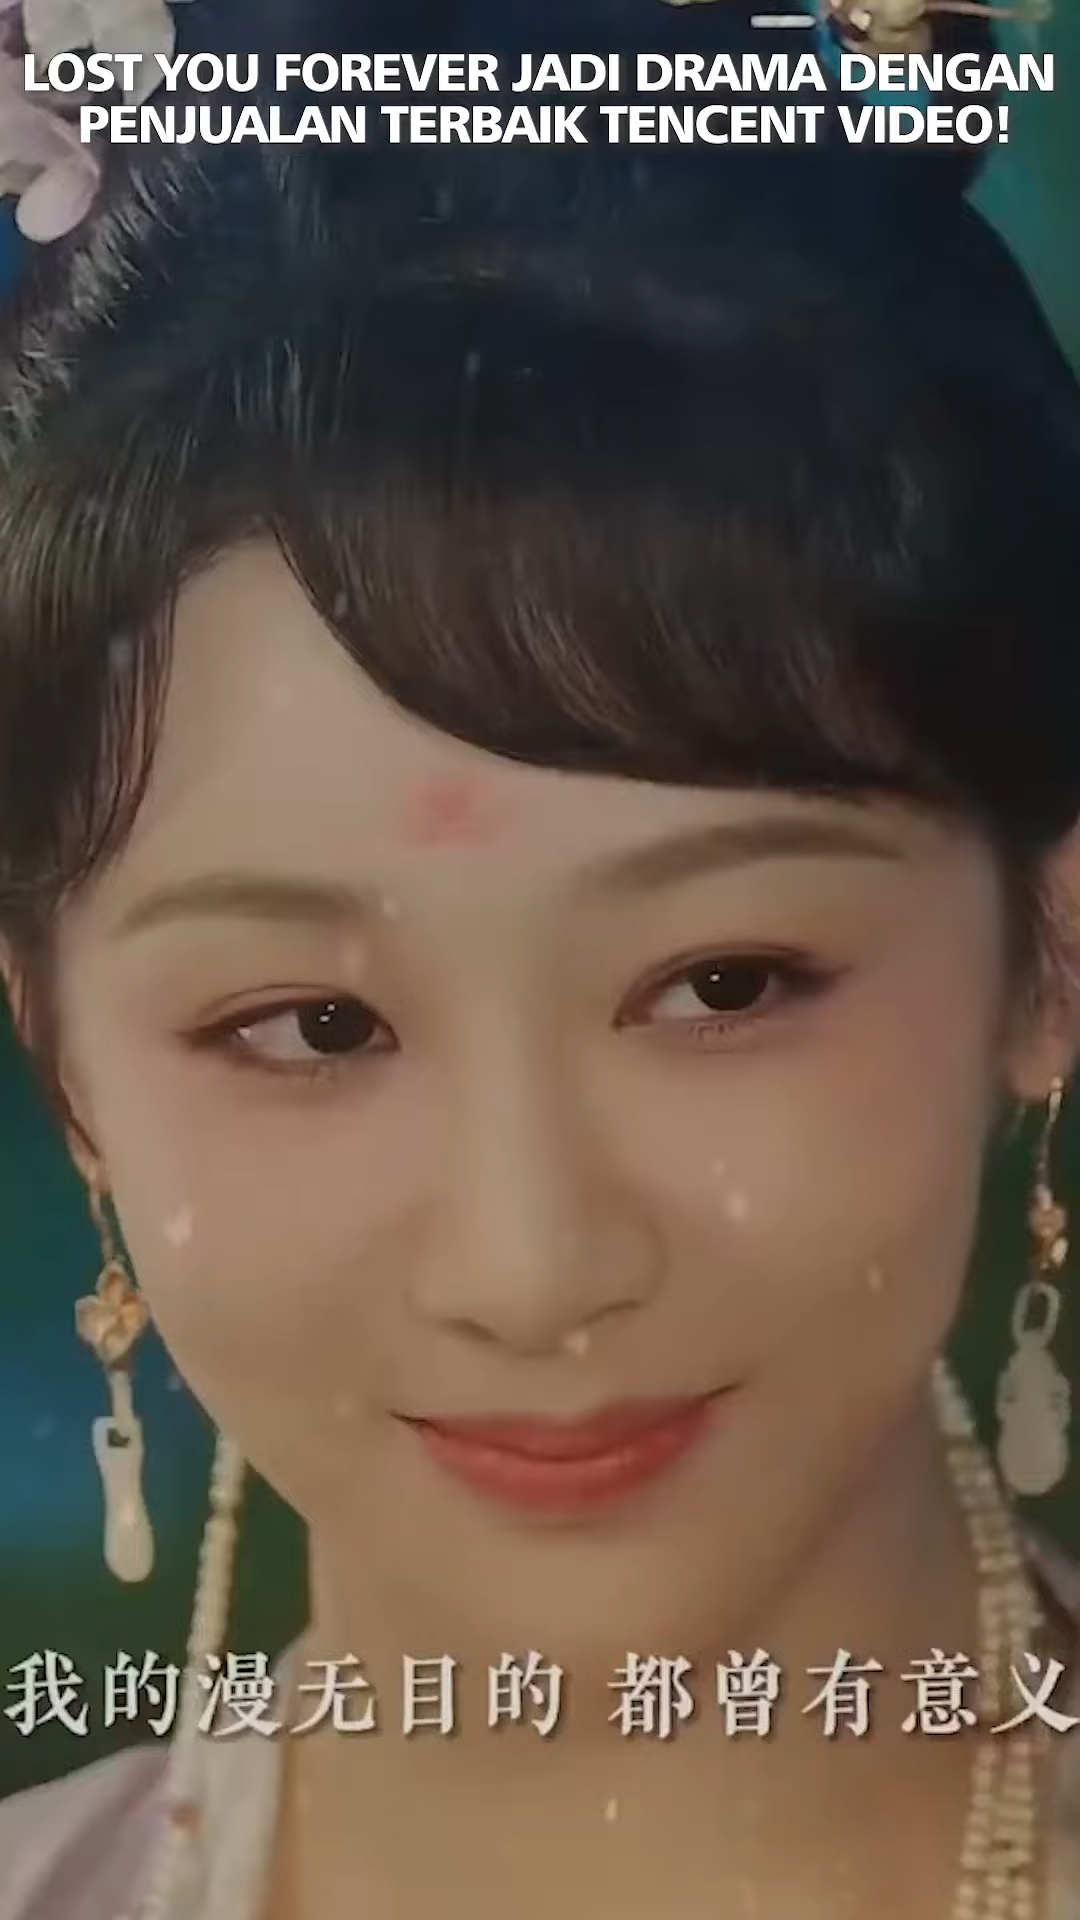 LOST YOU FOREVER JADI DRAMA DENGAN
PENJUALAN TERBAIK TENCENT VIDEO!
我的漫无目的 都曾有意义